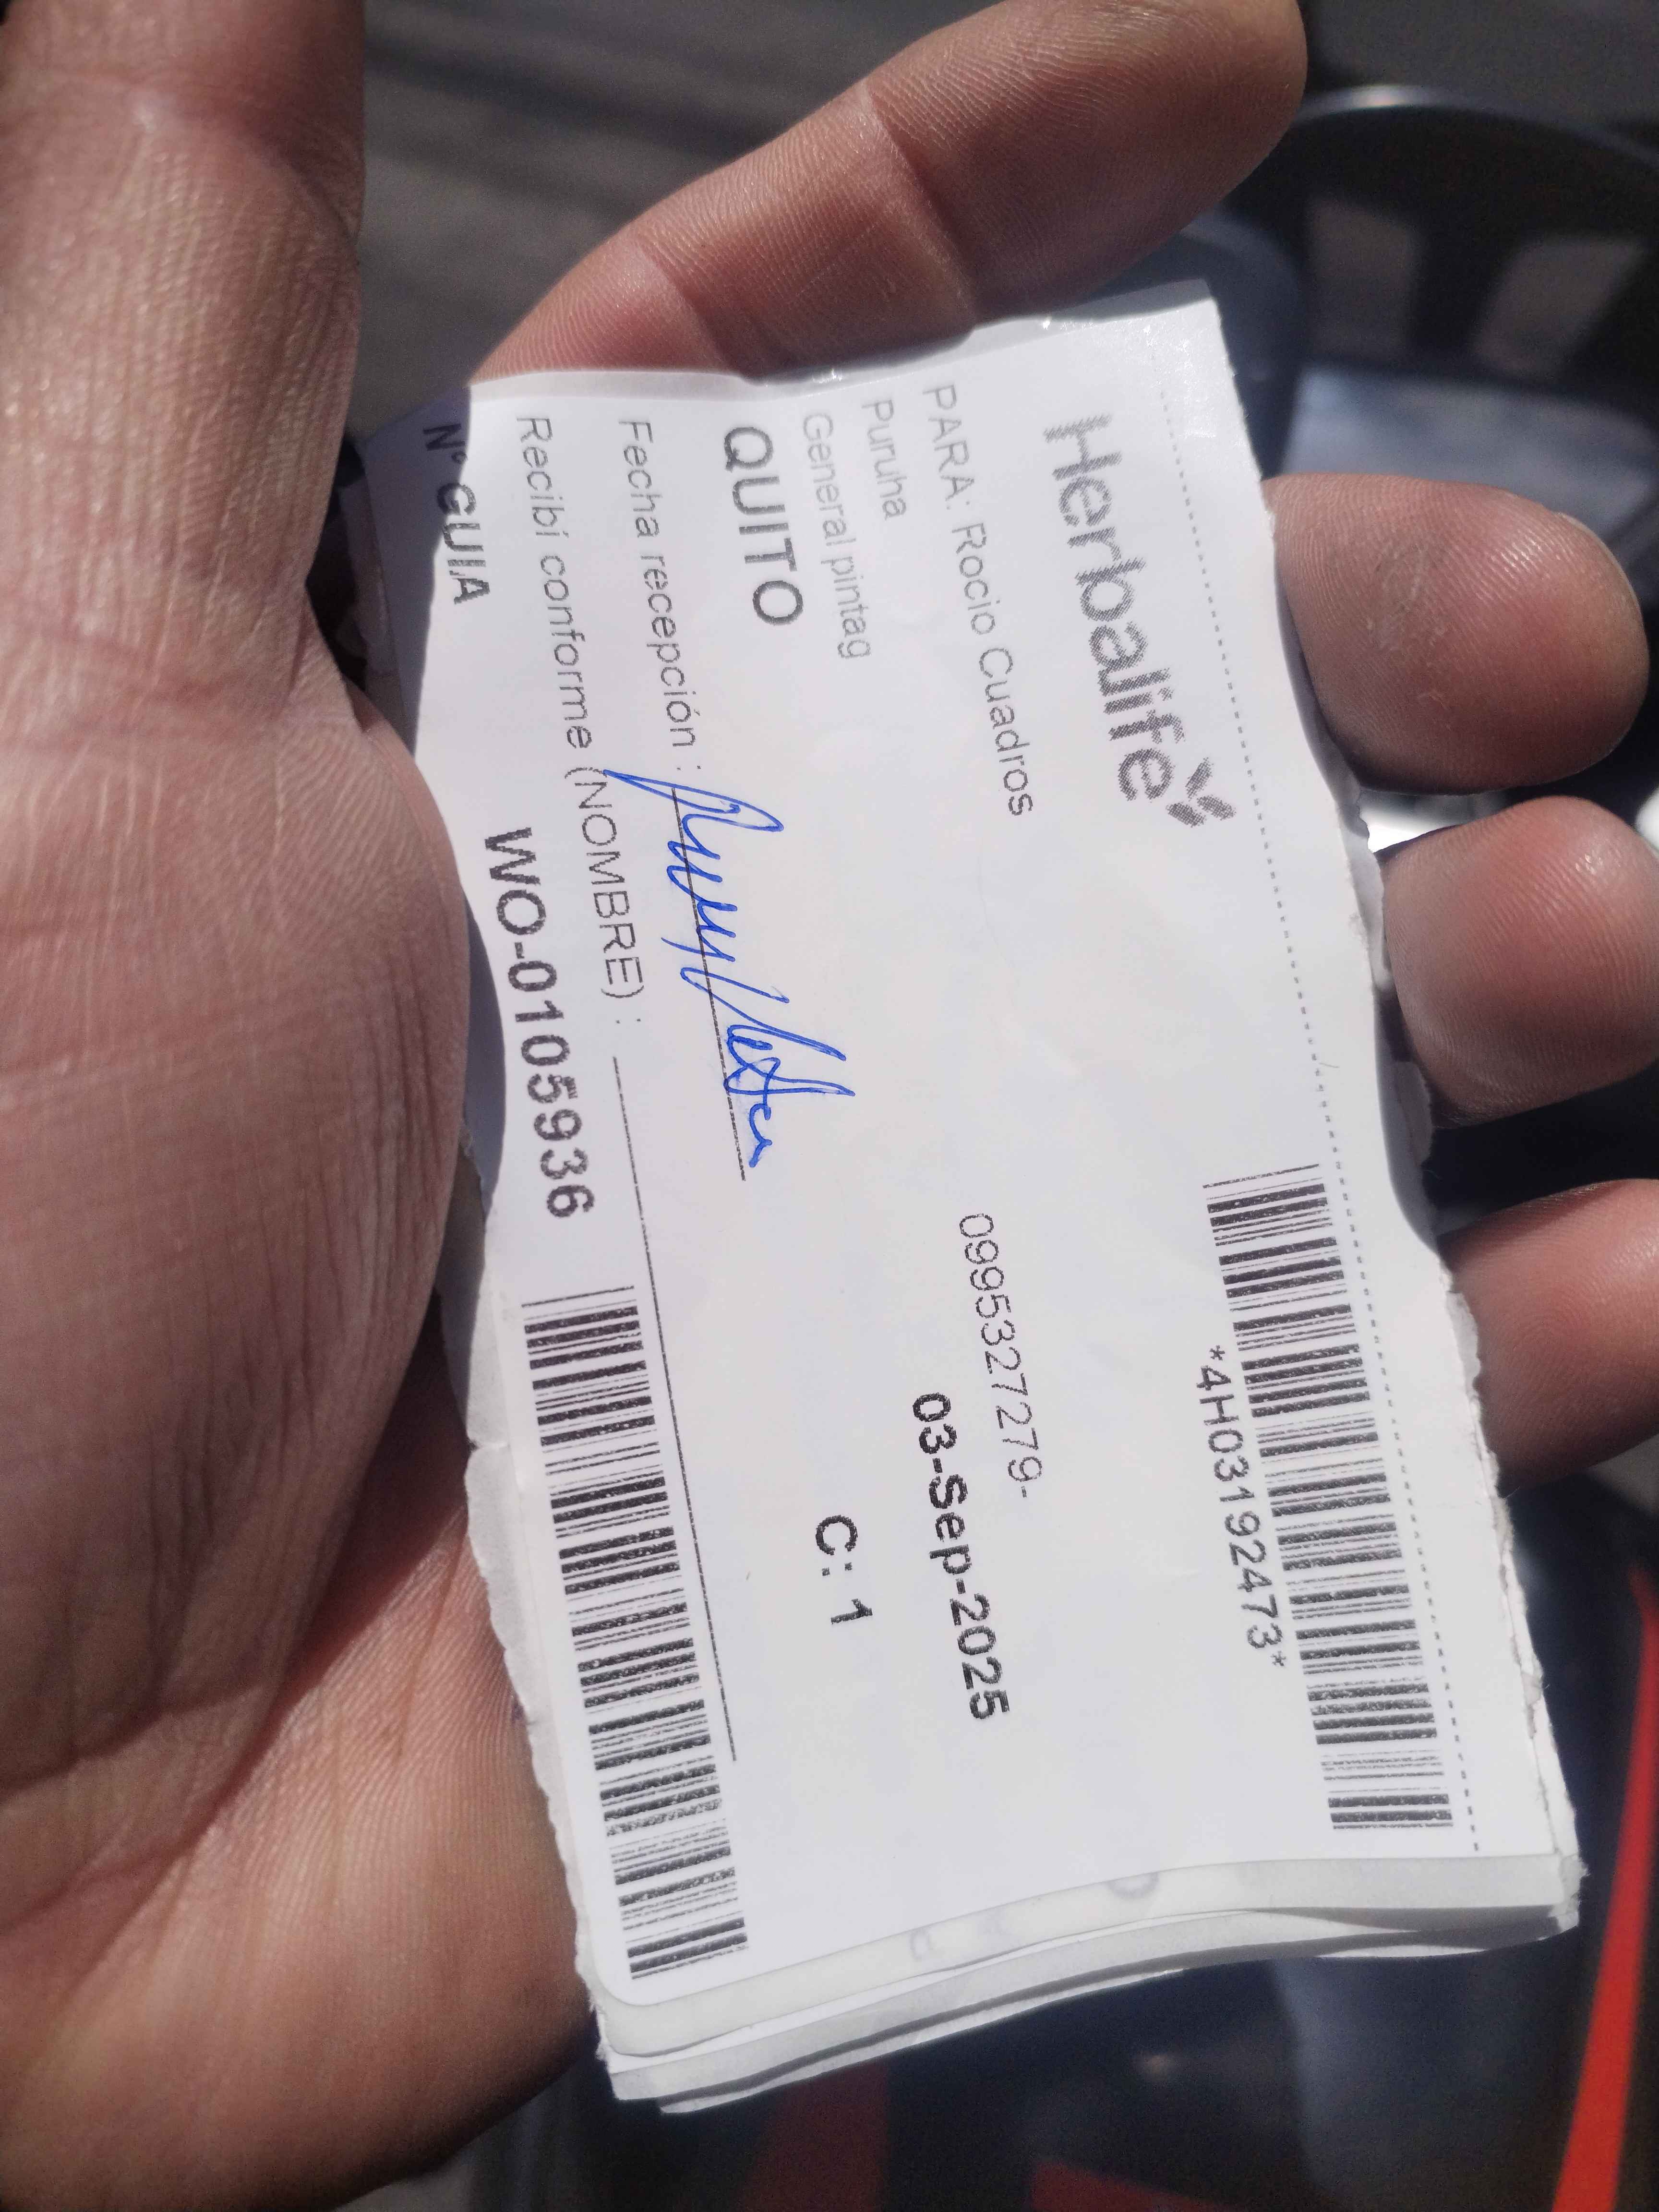 Herbalife
*4H03192473*
PARA: Rocio Cuadros
0995327279-
Puruha
03-Sep-2025
General pintag
QUITO
C: 1
Fecha recepción :
Recibí conforme (NOMBRE) :
N° GUIA WO-0105936